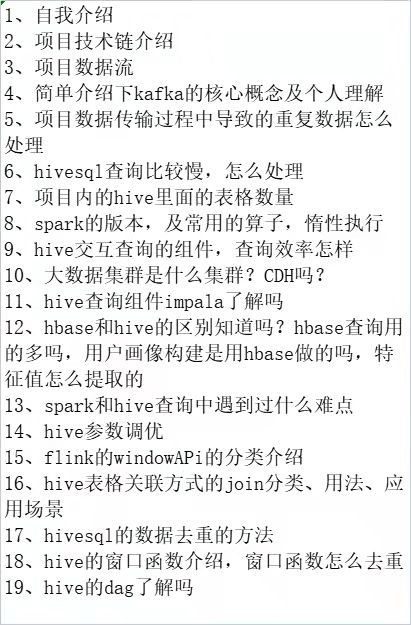 1、自我介绍
2、项目技术链介绍
3、项目数据流
4、简单介绍下kafka的核心概念及个人理解
5、项目数据传输过程中导致的重复数据怎么
处理
6、hivesql查询比较慢，怎么处理
7、项目内的hive里面的表格数量
8、spark的版本，及常用的算子，惰性执行
9、hive交互查询的组件，查询效率怎样
10、大数据集群是什么集群？CDH吗？
11、hive查询组件impala了解吗
12、hbase和hive的区别知道吗？hbase查询用
的多吗，用户画像构建是用hbase做的吗，特
征值怎么提取的
13、spark和hive查询中遇到过什么难点
14、hive参数调优
15、flink的windowAPi的分类介绍
16、hive表格关联方式的join分类、用法、应
用场景
17、hivesql的数据去重的方法
18、hive的窗口函数介绍，窗口函数怎么去重
19、hive的dag了解吗